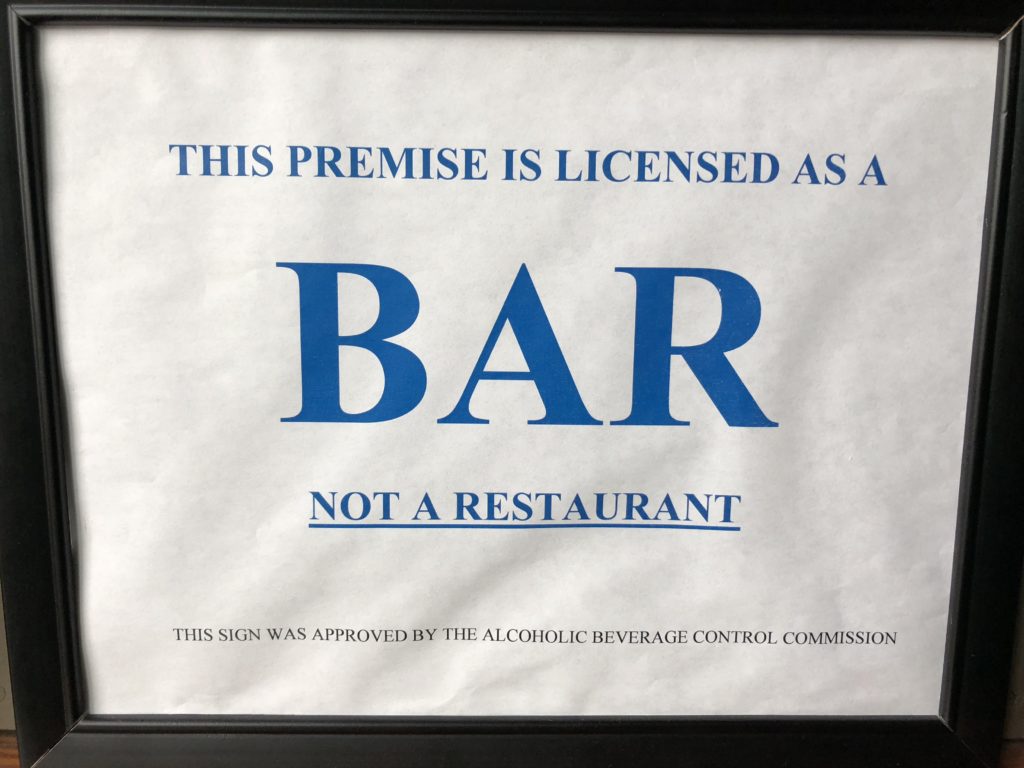 THIS PREMISE IS LICENSED AS A
BAR
NOT A RESTAURANT
THIS SIGN WAS APPROVED BY THE ALCOHOLIC BEVERAGE CONTROL COMMISSION